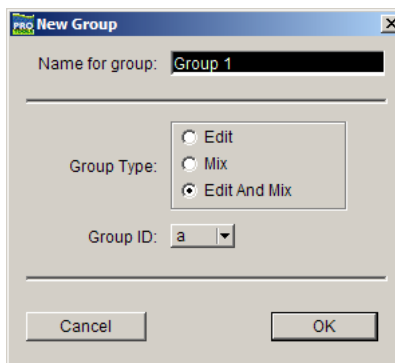 PRO TOOLS New Group
Name for group: Group 1
Edit
Group Type: Mix
Edit And Mix
Group ID: a
Cancel OK